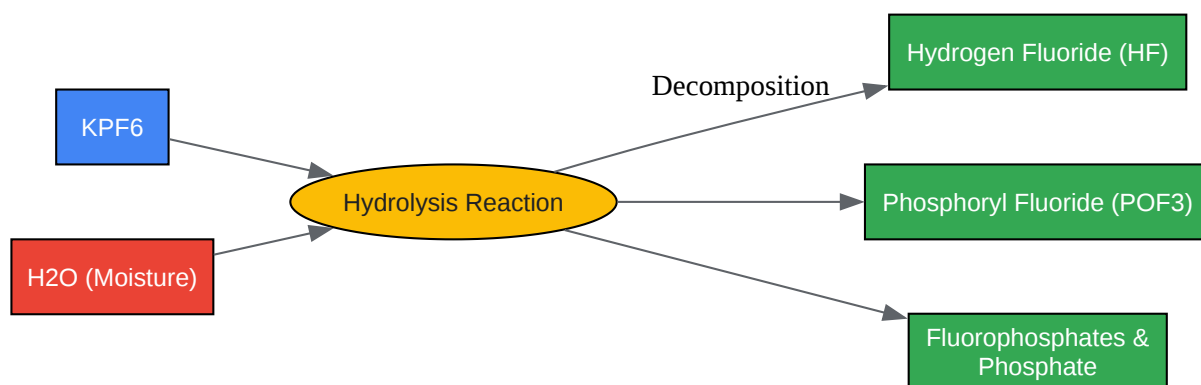 Hydrogen Fluoride (HF)
Decomposition
KPF6
Hydrolysis Reaction
Phosphoryl Fluoride (POF3)
H2O (Moisture)
Fluorophosphates &
Phosphate